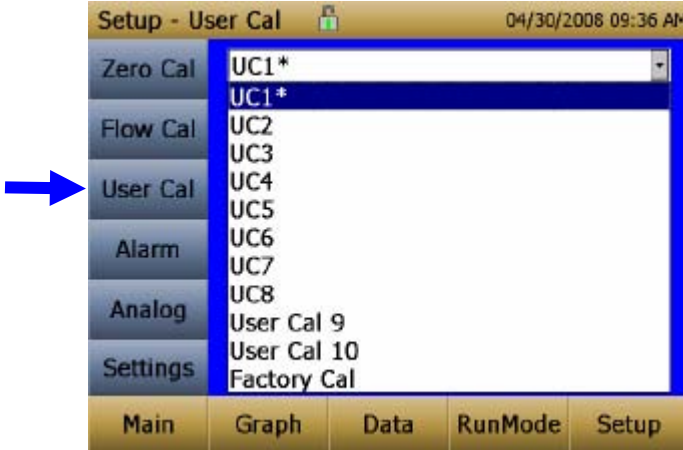 Setup - User Cal 04/30/2008 09:36 AM
Zero Cal
Flow Cal
User Cal
Alarm
Analog
Settings
UC1*
UC1*
UC2
UC3
UC4
UC5
UC6
UC7
UC8
User Cal 9
User Cal 10
Factory Cal
Main Graph Data RunMode Setup